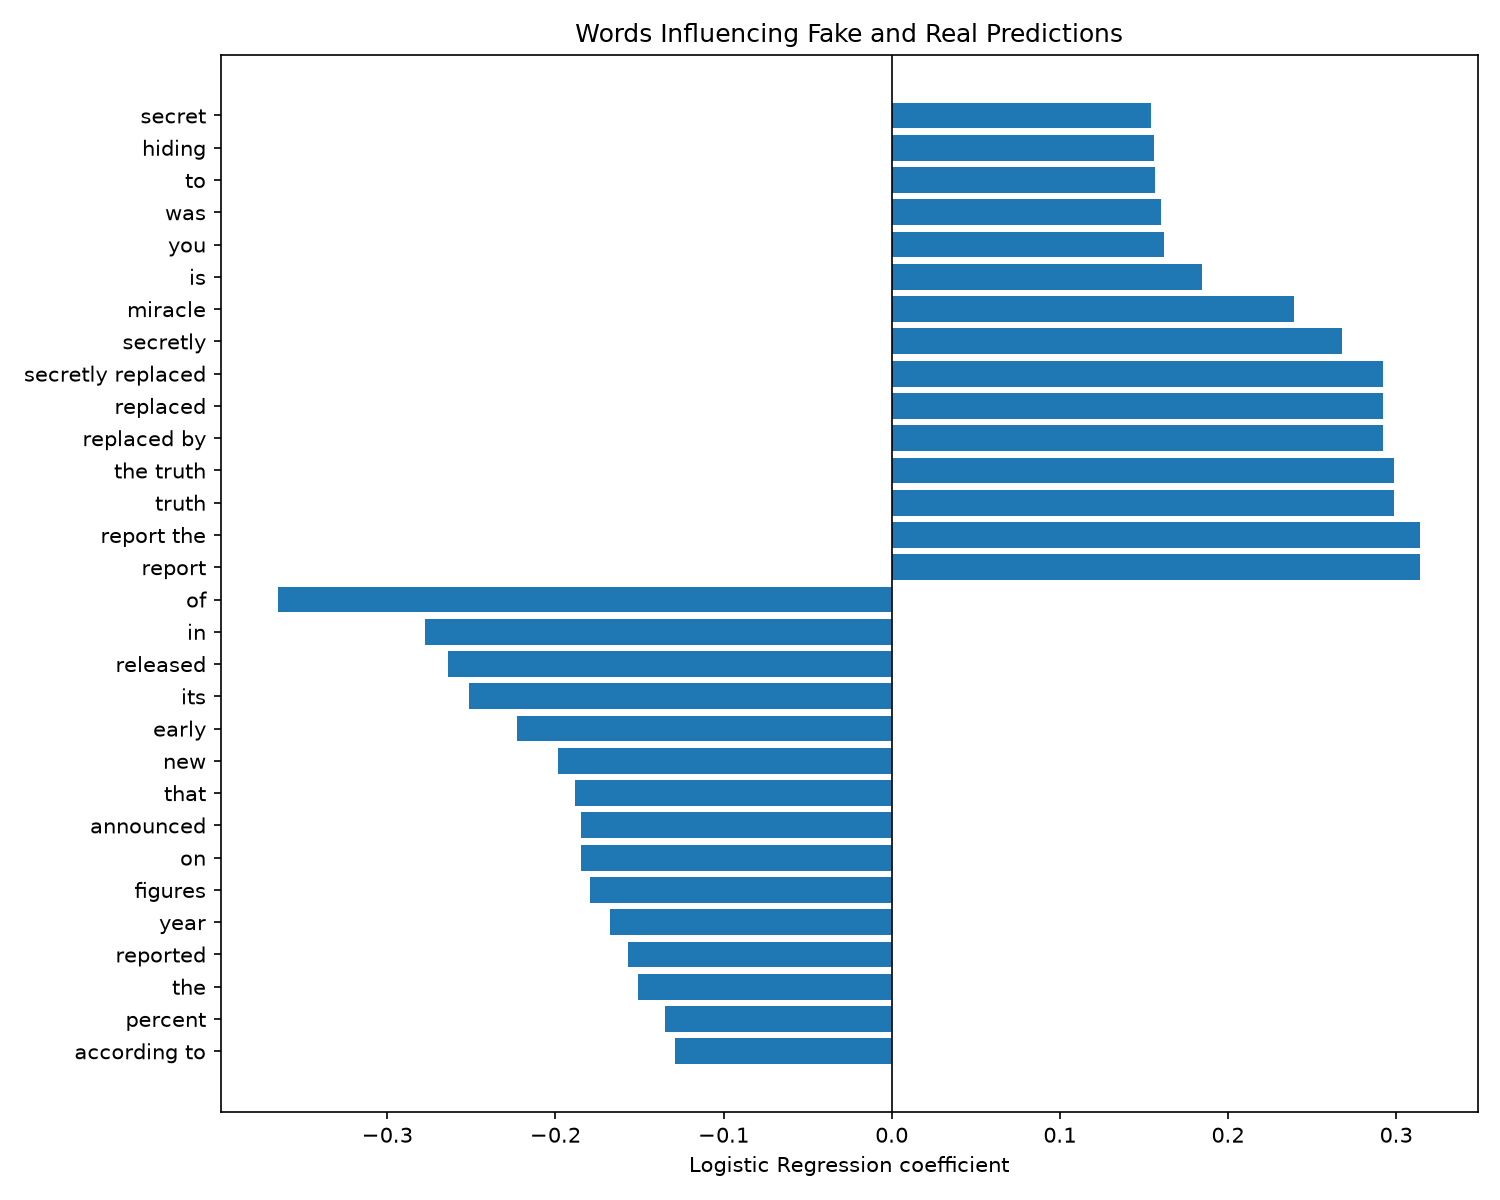 Words Influencing Fake and Real Predictions
secret
hiding
to
was
you
is
miracle
secretly
secretly replaced
replaced
replaced by
the truth
truth
report the
report
of
in
released
its
early
new
that
announced
on
figures
year
reported
the
percent
according to
−0.3 −0.2 −0.1 0.0 0.1 0.2 0.3
Logistic Regression coefficient